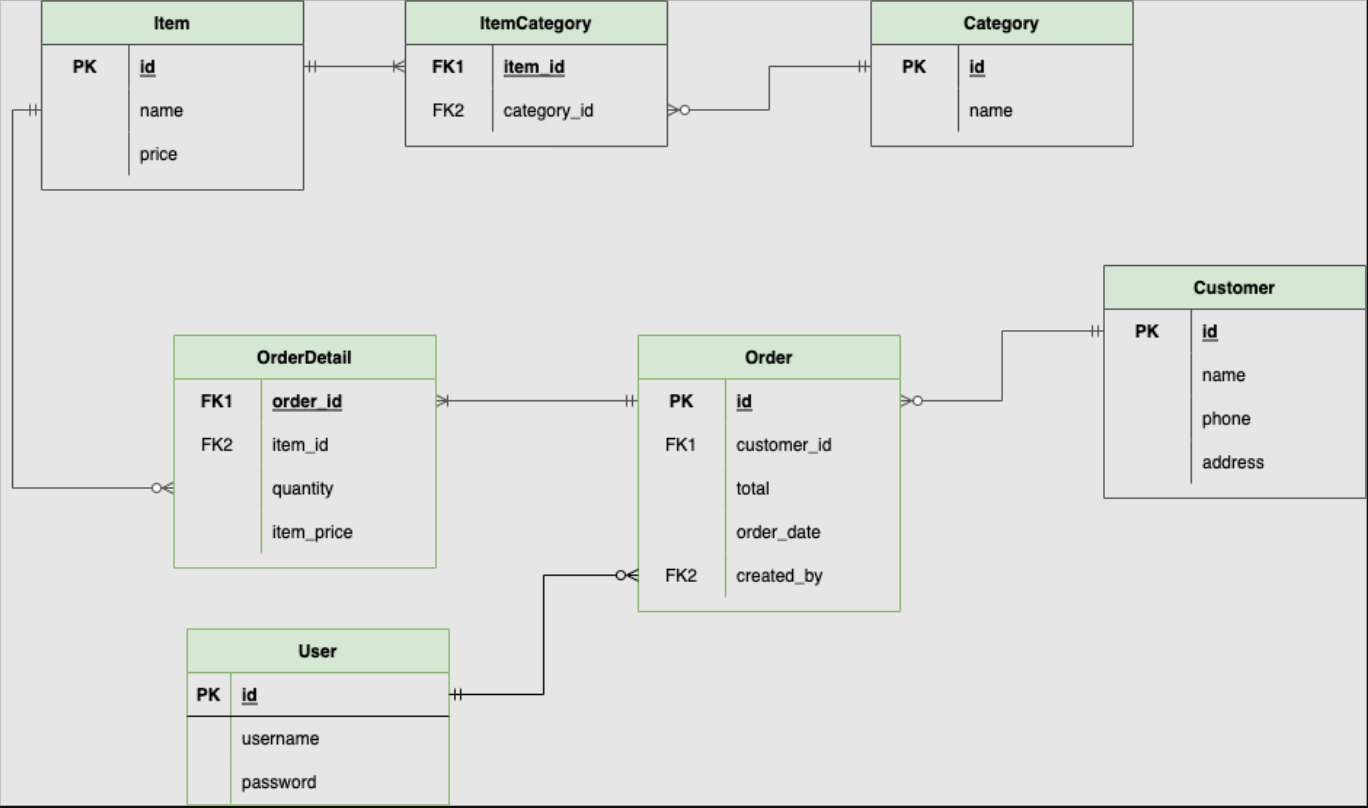 Item
PK id
name
price
ItemCategory
FK1 item_id
FK2 category_id
Category
PK id
name
Customer
PK id
name
phone
address
OrderDetail
FK1 order_id
FK2 item_id
quantity
item_price
Order
PK id
FK1 customer_id
total
order_date
FK2 created_by
User
PK id
username
password